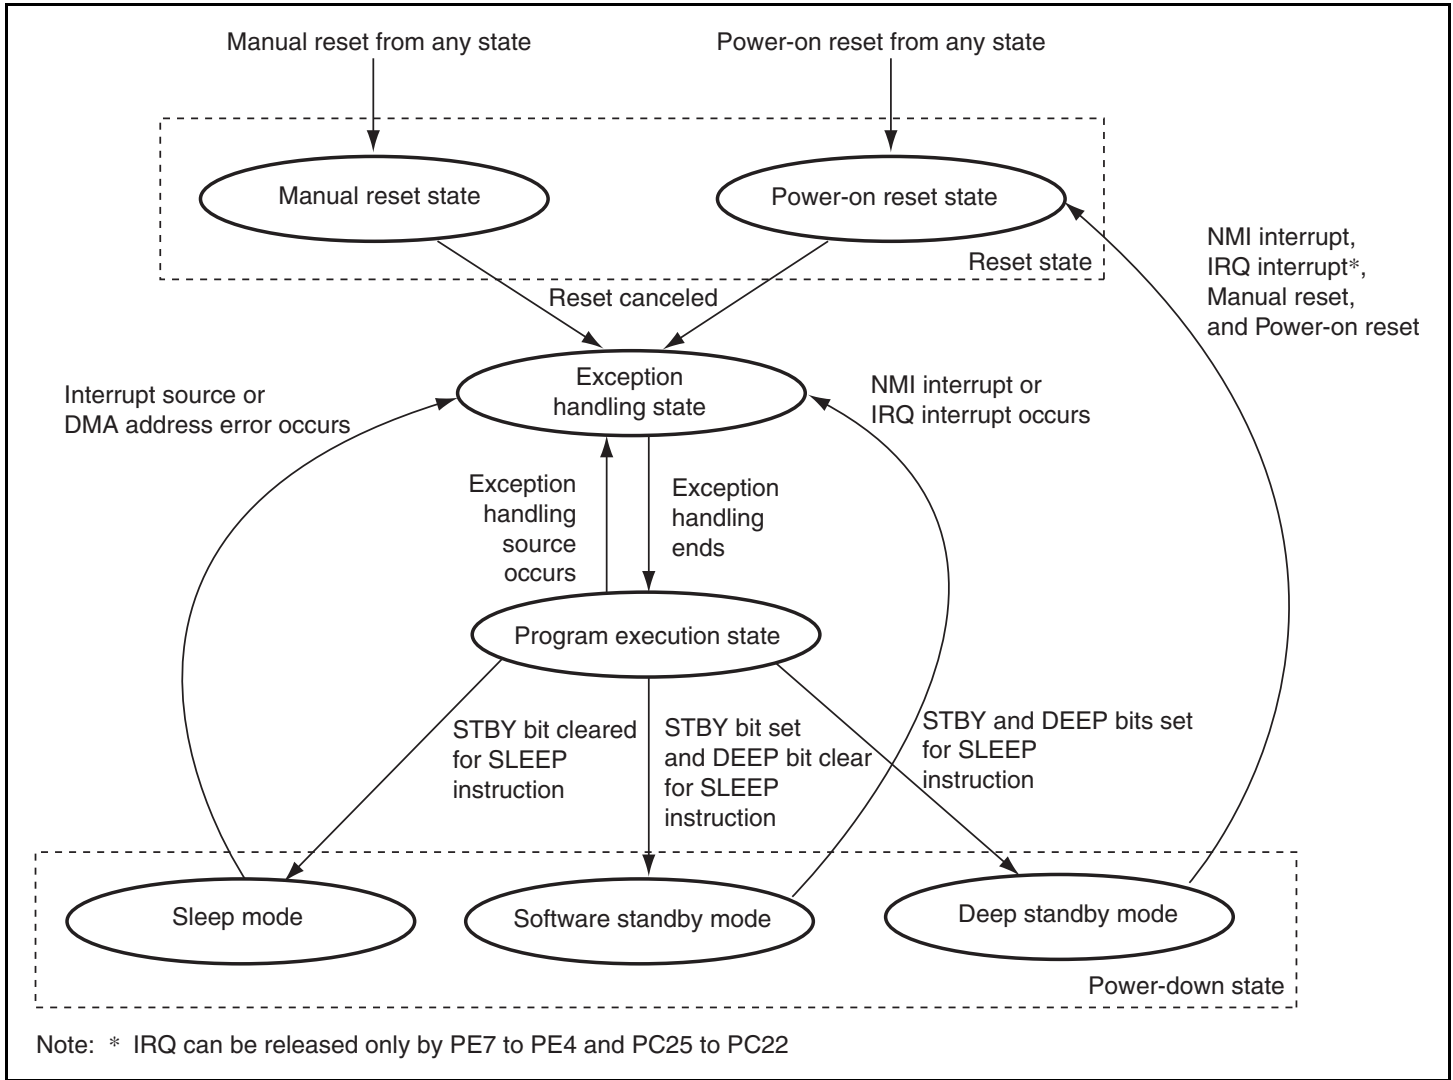 Manual reset from any state
Power-on reset from any state
Manual reset state
Power-on reset state
Reset state
NMI interrupt,
IRQ interrupt*,
Manual reset,
and Power-on reset
Reset canceled
Exception
handling state
Interrupt source or
DMA address error occurs
NMI interrupt or
IRQ interrupt occurs
Exception
handling
source
occurs
Exception
handling
ends
Program execution state
STBY bit cleared
for SLEEP
instruction
STBY bit set
and DEEP bit clear
for SLEEP
instruction
STBY and DEEP bits set
for SLEEP
instruction
Sleep mode
Software standby mode
Deep standby mode
Power-down state
Note: * IRQ can be released only by PE7 to PE4 and PC25 to PC22